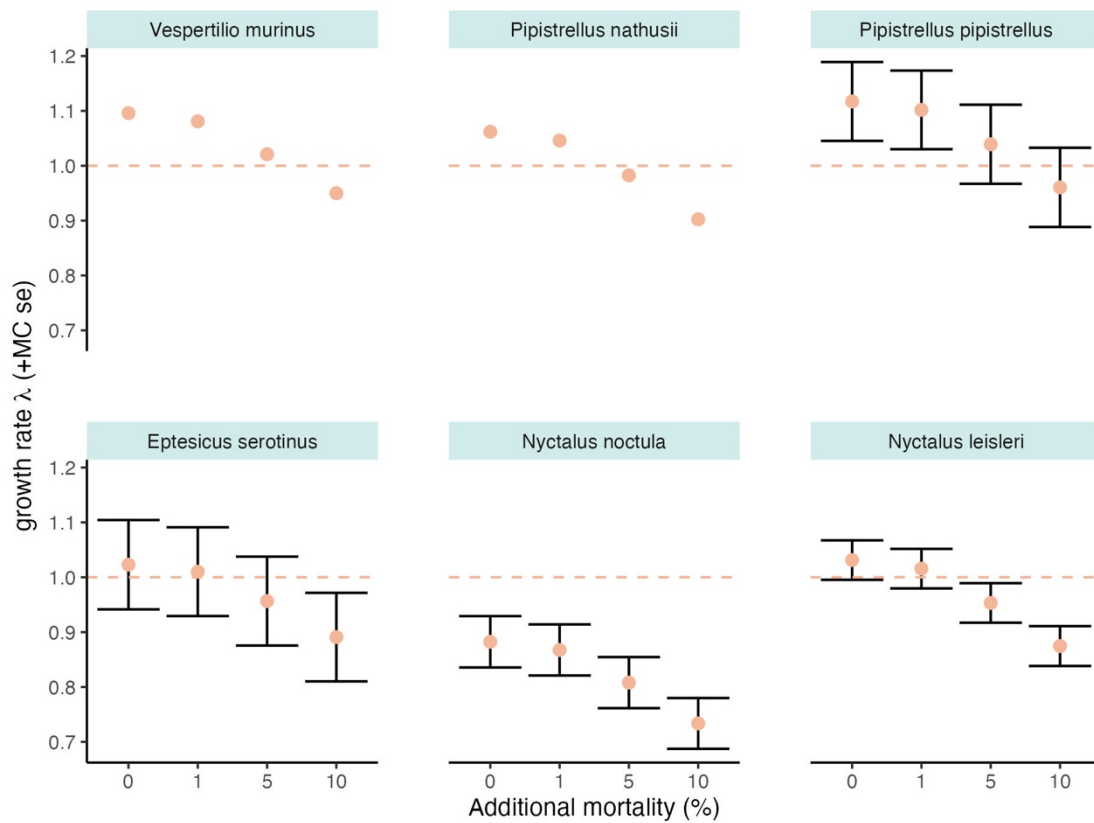 Vespertilio murinus
Pipistrellus nathusii
Pipistrellus pipistrellus
1.2
1.1
1.0
0.9
0.8
0.7
growth rate λ (+MC se)
Eptesicus serotinus
Nyctalus noctula
Nyctalus leisleri
1.2
1.1
1.0
0.9
0.8
0.7
0 1 5 10
0 1 5 10
0 1 5 10
Additional mortality (%)